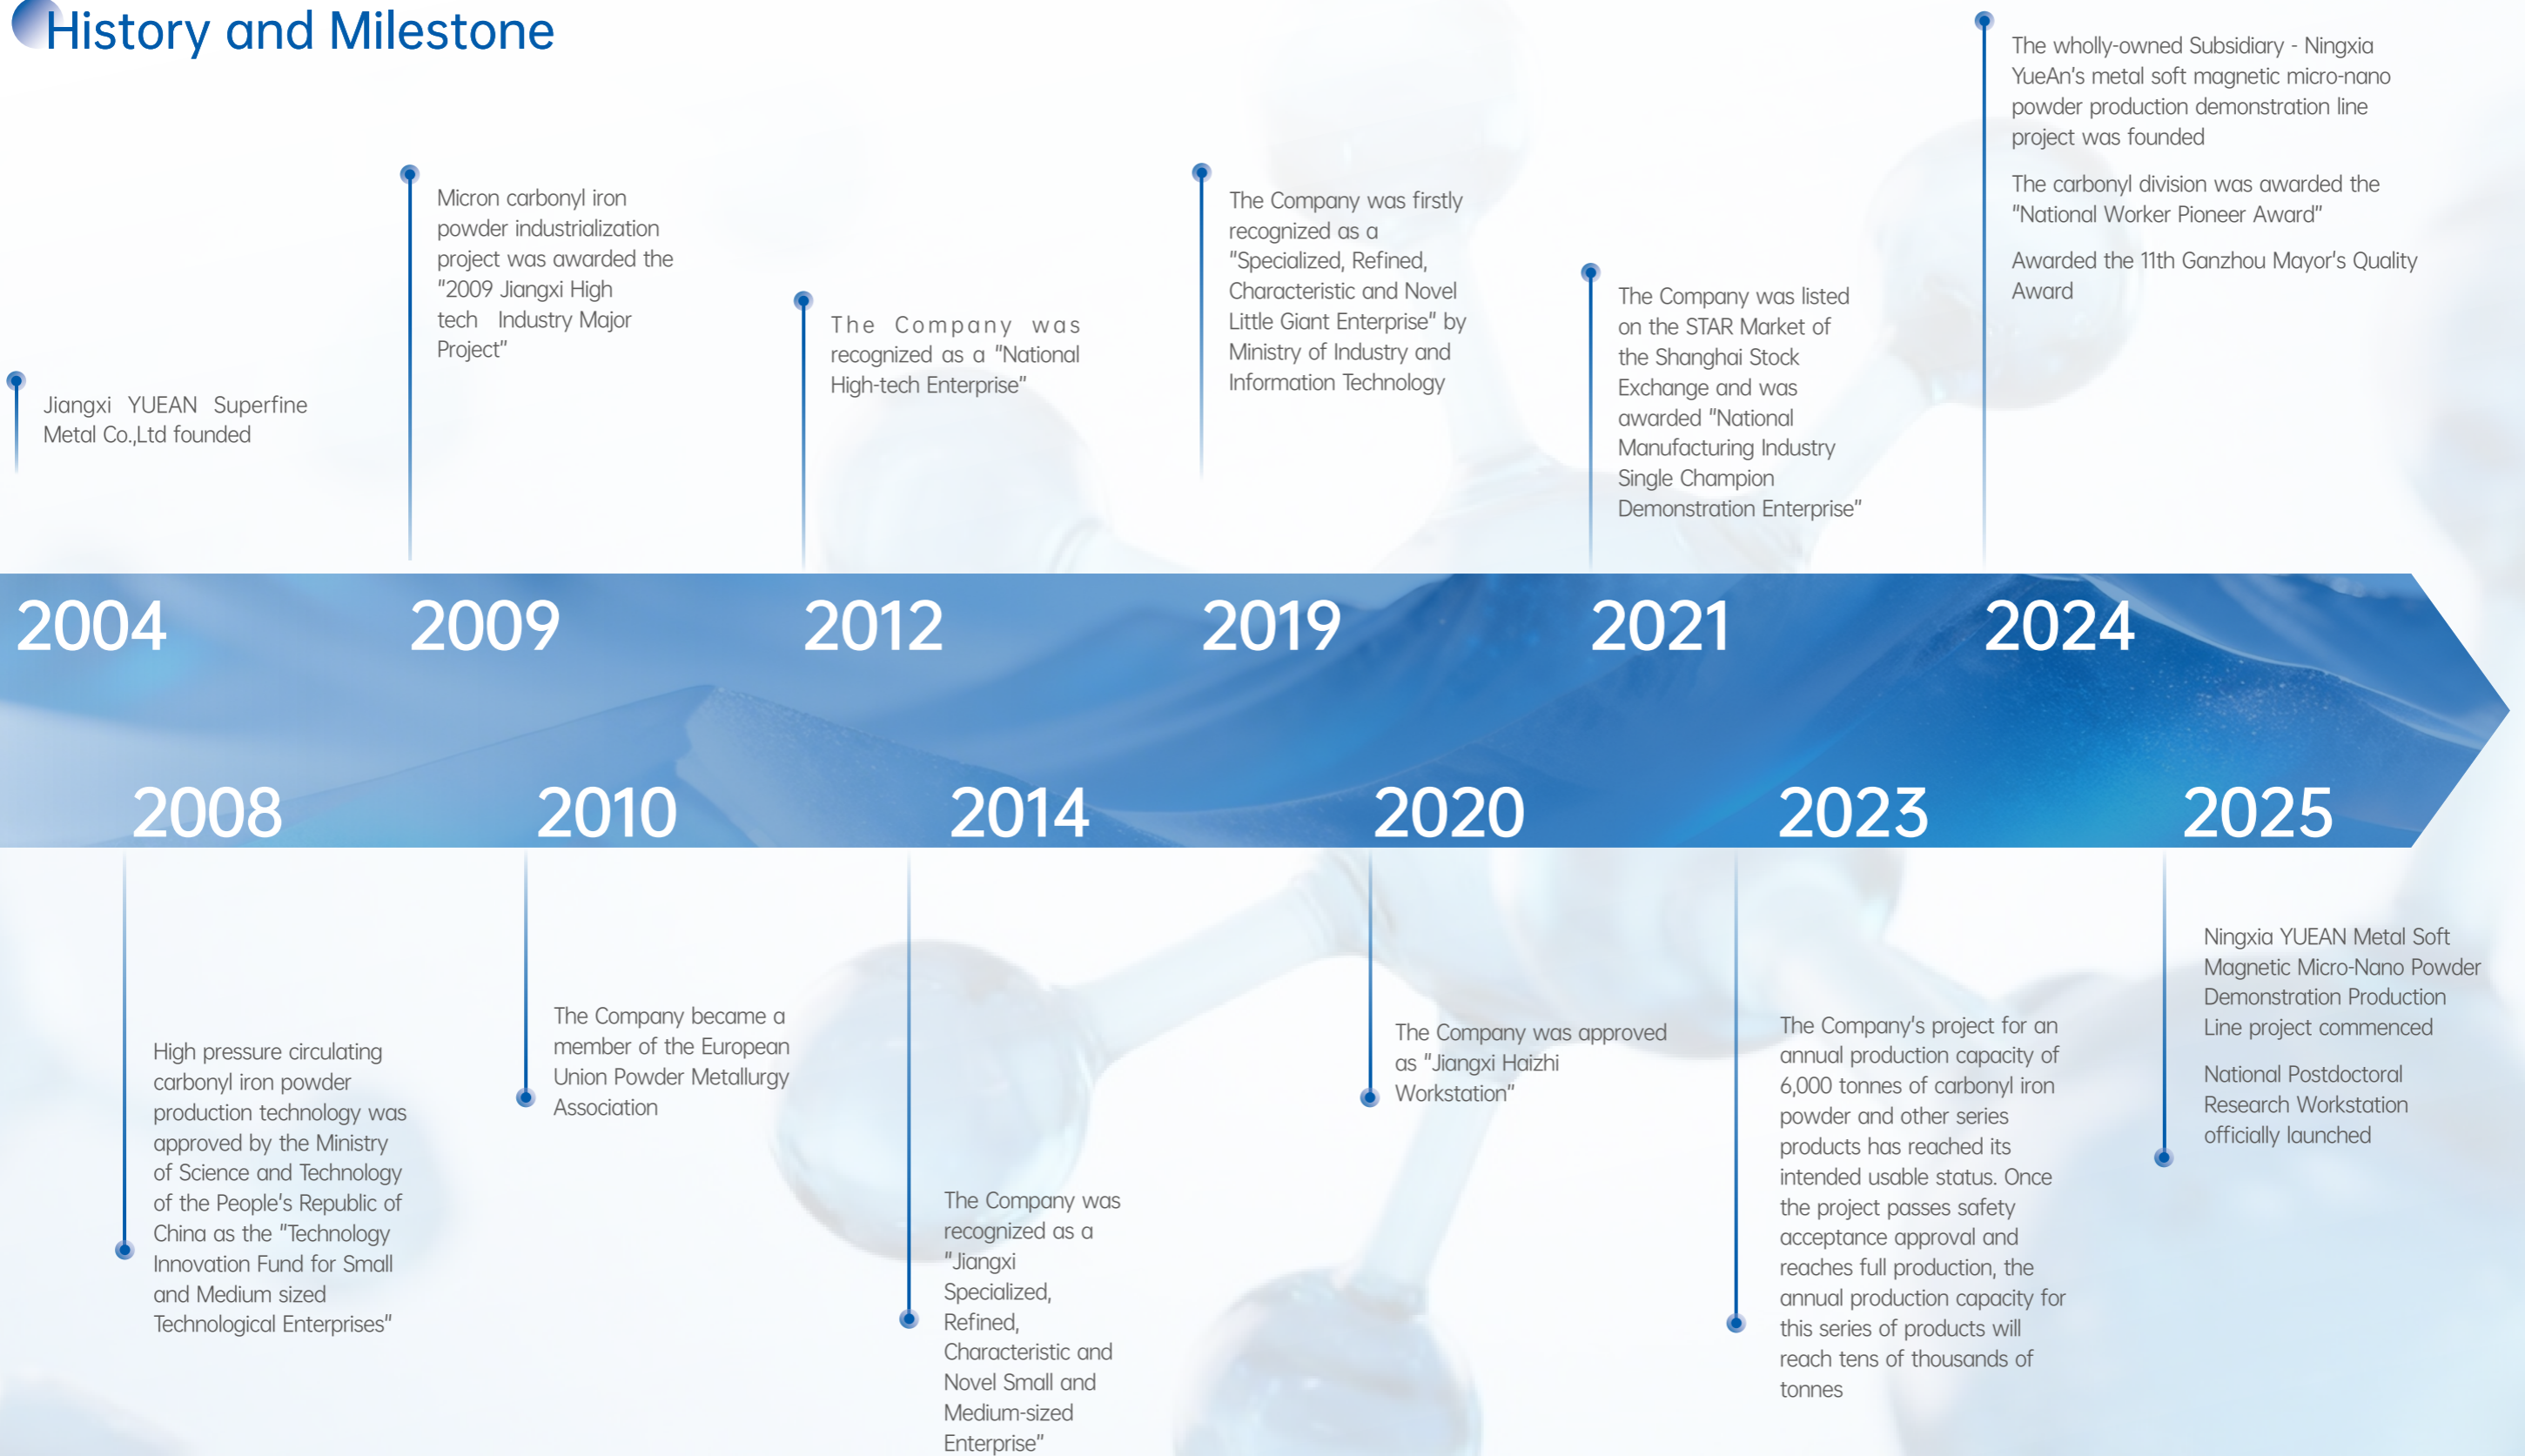 History and Milestone
Jiangxi YUEAN Superfine
Metal Co.,Ltd founded
Micron carbonyl iron
powder industrialization
project was awarded the
"2009 Jiangxi High
tech Industry Major
Project"
The Company was
recognized as a "National
High-tech Enterprise"
The Company was firstly
recognized as a
"Specialized, Refined,
Characteristic and Novel
Little Giant Enterprise" by
Ministry of Industry and
Information Technology
The Company was listed
on the STAR Market of
the Shanghai Stock
Exchange and was
awarded "National
Manufacturing Industry
Single Champion
Demonstration Enterprise"
The wholly-owned Subsidiary - Ningxia
YueAn's metal soft magnetic micro-nano
powder production demonstration line
project was founded
The carbonyl division was awarded the
"National Worker Pioneer Award"
Awarded the 11th Ganzhou Mayor's Quality
Award
2004
2009
2012
2019
2021
2024
2008
2010
2014
2020
2023
2025
High pressure circulating
carbonyl iron powder
production technology was
approved by the Ministry
of Science and Technology
of the People's Republic of
China as the "Technology
Innovation Fund for Small
and Medium sized
Technological Enterprises"
The Company became a
member of the European
Union Powder Metallurgy
Association
The Company was
recognized as a
"Jiangxi
Specialized,
Refined,
Characteristic and
Novel Small and
Medium-sized
Enterprise"
The Company was approved
as "Jiangxi Haizhi
Workstation"
The Company's project for an
annual production capacity of
6,000 tonnes of carbonyl iron
powder and other series
products has reached its
intended usable status. Once
the project passes safety
acceptance approval and
reaches full production, the
annual production capacity for
this series of products will
reach tens of thousands of
tonnes
Ningxia YUEAN Metal Soft
Magnetic Micro-Nano Powder
Demonstration Production
Line project commenced
National Postdoctoral
Research Workstation
officially launched